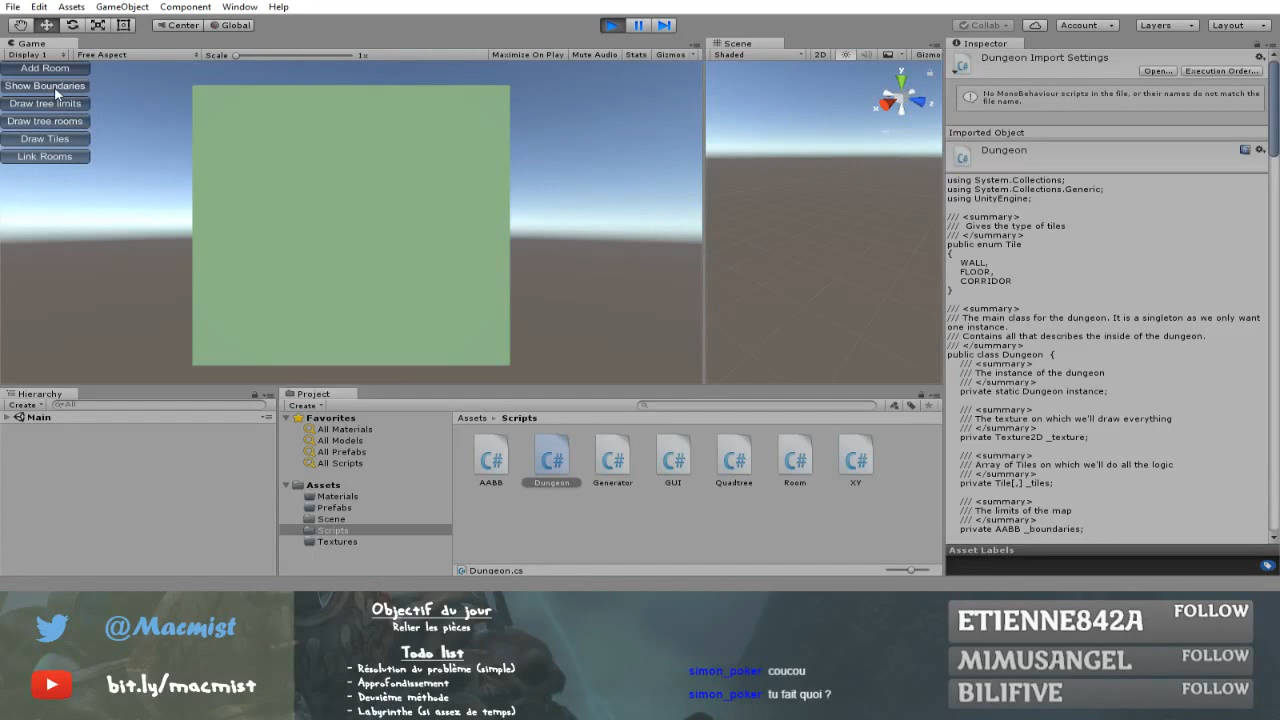 File Edit Assets GameObject Component Window Help
Center Global
Collab Account Layers Layout
Game
Display 1 Free Aspect Scale 1x Maximize On Play Mute Audio Stats Gizmos
Add Room
Show Boundaries
Draw tree limits
Draw tree rooms
Draw Tiles
Link Rooms
Scene
Shaded 2D Gizmo
y
x
z
Inspector
Dungeon Import Settings
Open... Execution Order...
No MonoBehaviour scripts in the file, or their names do not match the
file name.
Imported Object
Dungeon
using System.Collections;
using System.Collections.Generic;
using UnityEngine;
/// <summary>
/// Gives the type of tiles
/// </summary>
public enum Tile
{
WALL,
FLOOR,
CORRIDOR
}
/// <summary>
/// The main class for the dungeon. It is a singleton as we only want
one instance.
/// Contains all that describes the inside of the dungeon.
/// </summary>
public class Dungeon {
/// <summary>
/// The instance of the dungeon
/// </summary>
private static Dungeon instance;
/// <summary>
/// The texture on which we'll draw everything
/// </summary>
private Texture2D _texture;
/// <summary>
/// Array of Tiles on which we'll do all the logic
/// </summary>
private Tile[,] _tiles;
/// <summary>
/// The limits of the map
/// </summary>
private AABB _boundaries;
Asset Labels
Hierarchy
Create All
Main
Project
Create
Favorites
All Materials
All Models
All Prefabs
All Scripts
Assets
Materials
Prefabs
Scene
Scripts
Textures
Assets Scripts
C# C# C# C# C# C# C#
AABB Dungeon Generator GUI Quadtree Room XY
Dungeon.cs
@Macmist
bit.ly/macmist
Objectif du jour
Relier les pièces
Todo list
- Résolution du problème (simple)
- Approfondissement
- Deuxième méthode
- Labyrinthe (si assez de temps)
simon_poker coucou
simon_poker tu fait quoi ?
ETIENNE842A FOLLOW
MIMUSANGEL FOLLOW
BILIFIVE FOLLOW